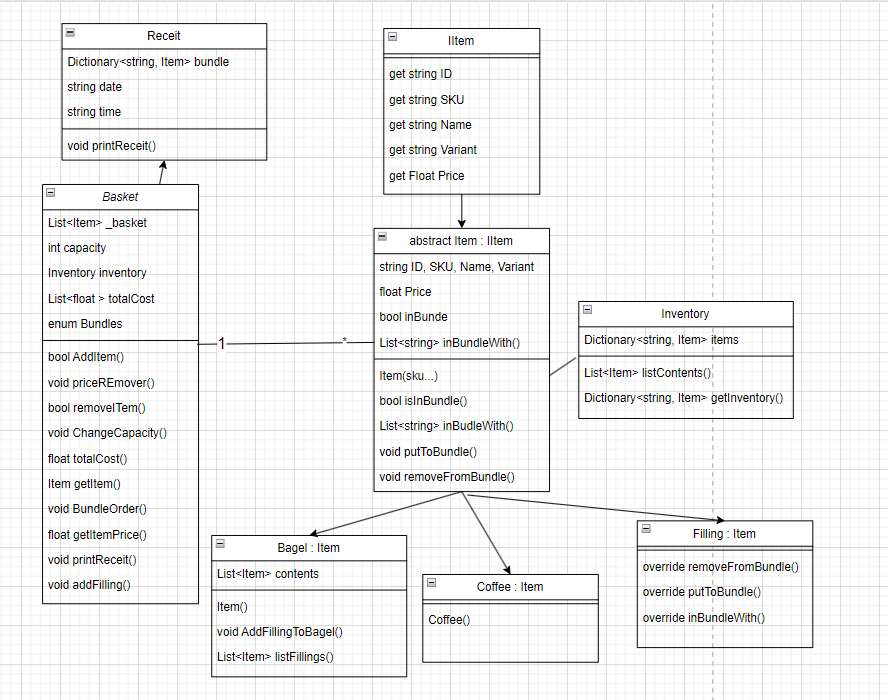 Receit
Dictionary<string, Item> bundle
string date
string time
void printReceit()
IItem
get string ID
get string SKU
get string Name
get string Variant
get Float Price
Basket
List<Item> _basket
int capacity
Inventory inventory
List<float > totalCost
enum Bundles
bool AddItem()
void priceREmover()
bool removeITem()
void ChangeCapacity()
float totalCost()
Item getItem()
void BundleOrder()
float getItemPrice()
void printReceit()
void addFilling()
1
*
abstract Item : IItem
string ID, SKU, Name, Variant
float Price
bool inBunde
List<string> inBundleWith()
Item(sku...)
bool isInBundle()
List<string> inBudleWith()
void putToBundle()
void removeFromBundle()
Inventory
Dictionary<string, Item> items
List<Item> listContents()
Dictionary<string, Item> getInventory()
Bagel : Item
List<Item> contents
Item()
void AddFillingToBagel()
List<Item> listFillings()
Coffee : Item
Coffee()
Filling : Item
override removeFromBundle()
override putToBundle()
override inBundleWith()